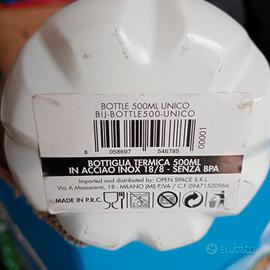 BOTTLE 500ML UNICO
BIJ-BOTTLE500-UNICO
8 058697 546785
10000
BOTTIGLIA TERMICA 500ML
IN ACCIAO INOX 18/8 - SENZA BPA
Imported and distributed by: OPEN SPACE S.R.L.
Via A.Massarenti, 18 - MILANO (MI) P.IVA / C.F 09471520966
MADE IN P.R.C.
subito